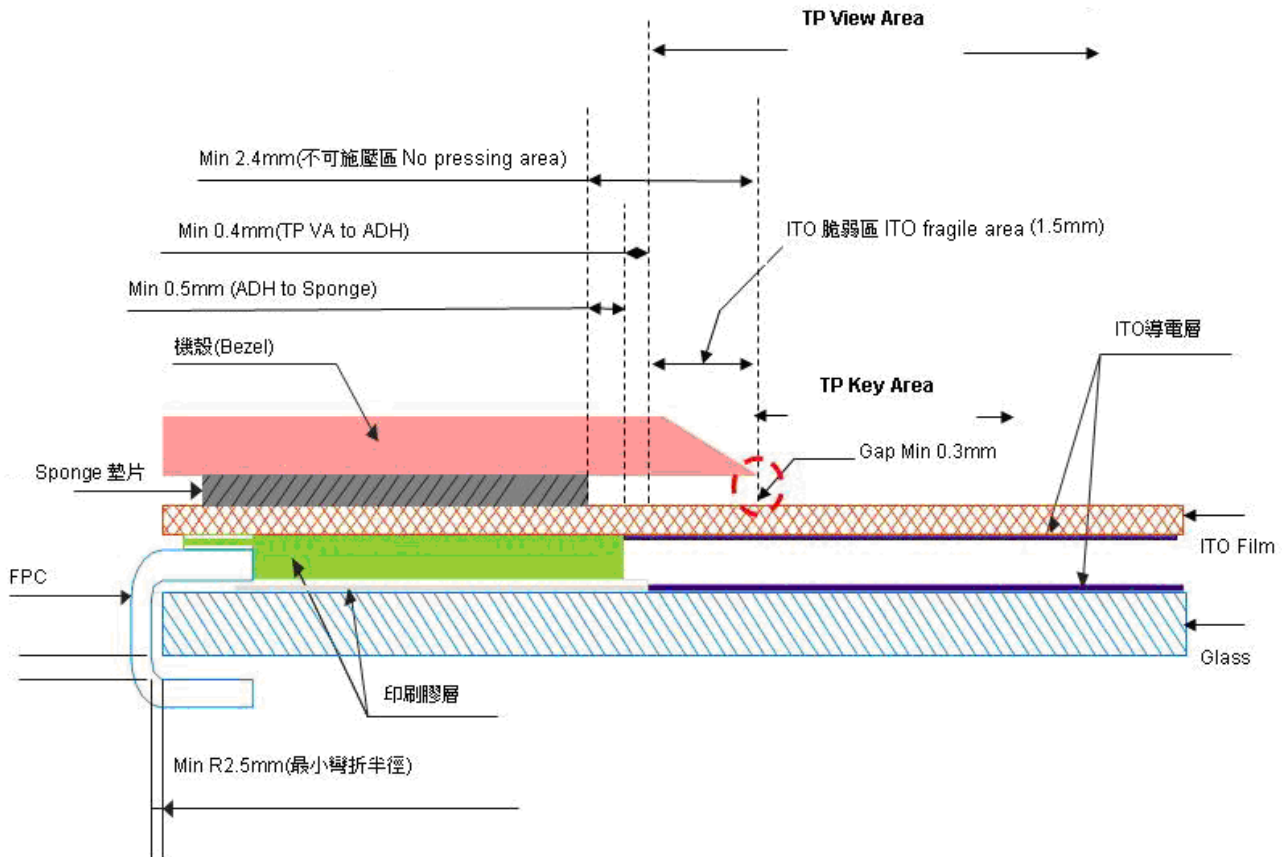 TP View Area
Min 2.4mm(不可施壓區 No pressing area)
Min 0.4mm(TP VA to ADH)
ITO 脆弱區 ITO fragile area (1.5mm)
Min 0.5mm (ADH to Sponge)
ITO導電層
機殼(Bezel)
TP Key Area
Gap Min 0.3mm
Sponge 墊片
ITO Film
FPC
Glass
印刷膠層
Min R2.5mm(最小彎折半徑)